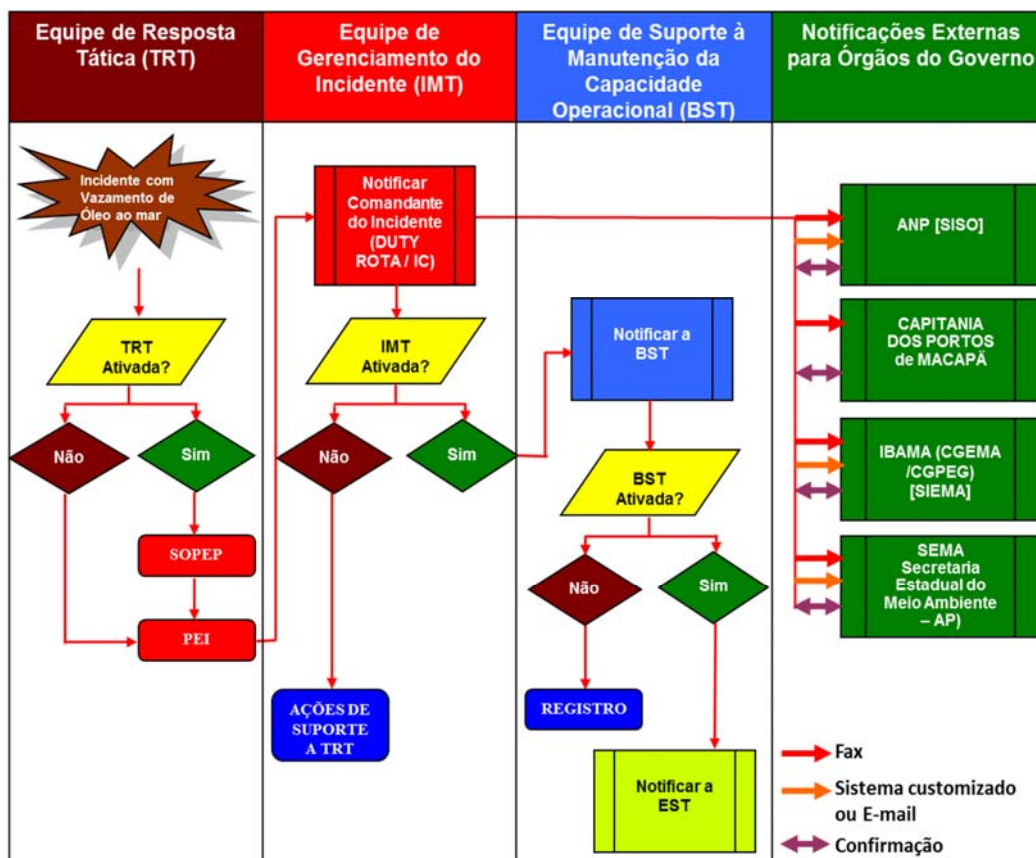 Equipe de Resposta
Tática (TRT)
Equipe de
Gerenciamento do
Incidente (IMT)
Equipe de Suporte à
Manutenção da
Capacidade
Operacional (BST)
Notificações Externas
para Órgãos do Governo
Incidente com
Vazamento de
Óleo ao mar
TRT
Ativada?
Não
Sim
SOPEP
PEI
Notificar
Comandante
do Incidente
(DUTY
ROTA / IC)
IMT
Ativada?
Não
Sim
AÇÕES DE
SUPORTE
A TRT
Notificar a
BST
BST
Ativada?
Não
Sim
REGISTRO
Notificar a
EST
ANP [SISO]
CAPITANIA
DOS PORTOS
de MACAPÃ
IBAMA (CGEMA
/CGPEG)
[SIEMA]
SEMA
Secretaria
Estadual do
Meio Ambiente
– AP)
Fax
Sistema customizado
ou E-mail
Confirmação